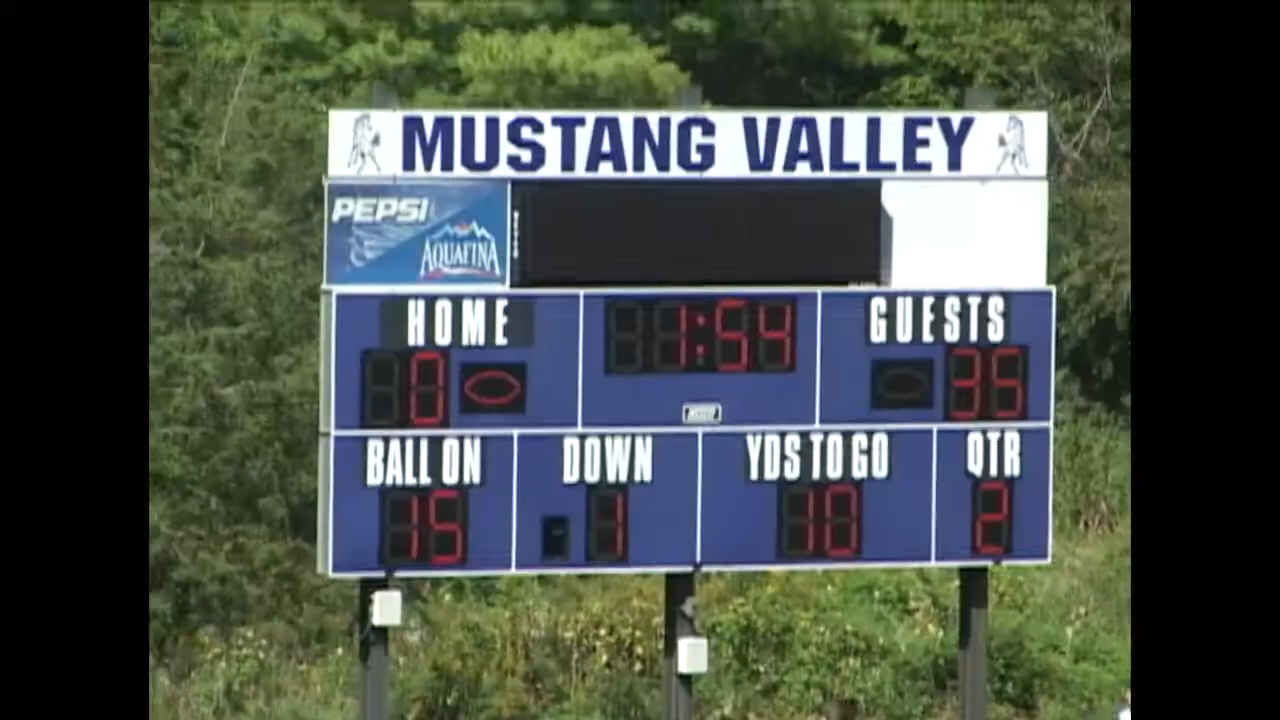 MUSTANG VALLEY
PEPSI
AQUAFINA
HOME 1:54 GUESTS
0 35
BALL ON DOWN YDS TO GO QTR
15 1 10 2